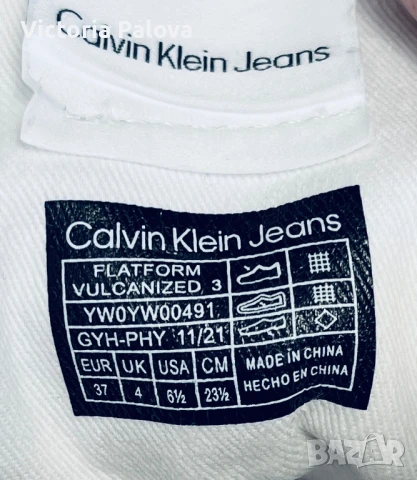 Victoria Palova
Calvin Klein Jeans
Calvin Klein Jeans
PLATFORM
VULCANIZED 3
YW0YW00491
GYH-PHY 11/21
EUR UK USA CM
37 4 6½ 23½
MADE IN CHINA
HECHO EN CHINA
BAZAR